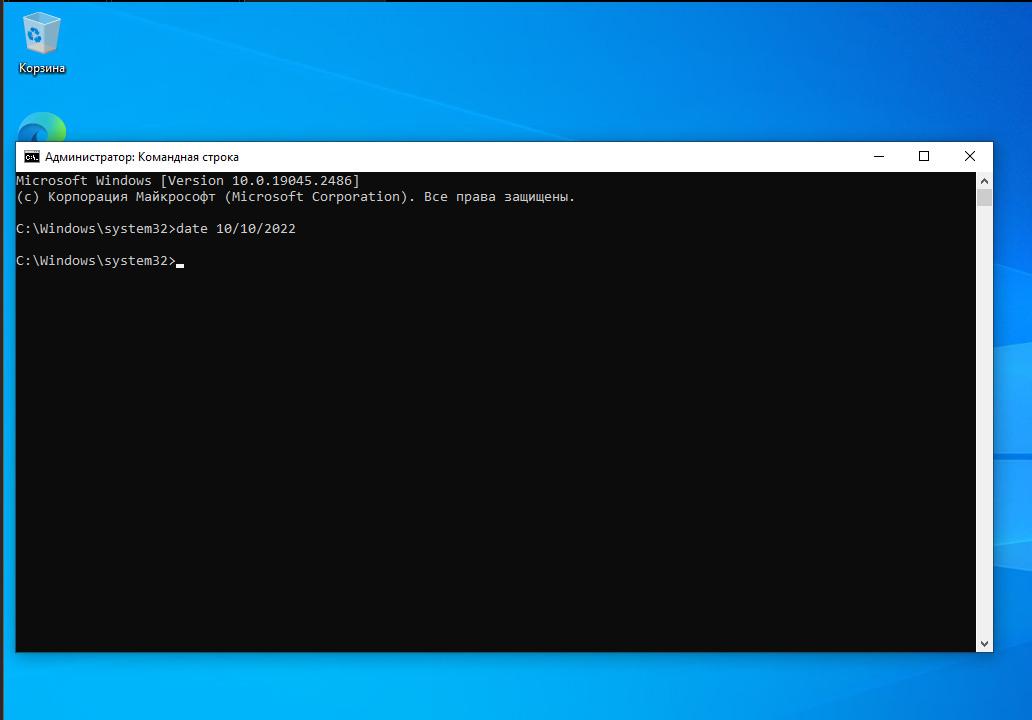 Корзина
C:\. Администратор: Командная строка
Microsoft Windows [Version 10.0.19045.2486]
(c) Корпорация Майкрософт (Microsoft Corporation). Все права защищены.
C:\Windows\system32>date 10/10/2022
C:\Windows\system32>